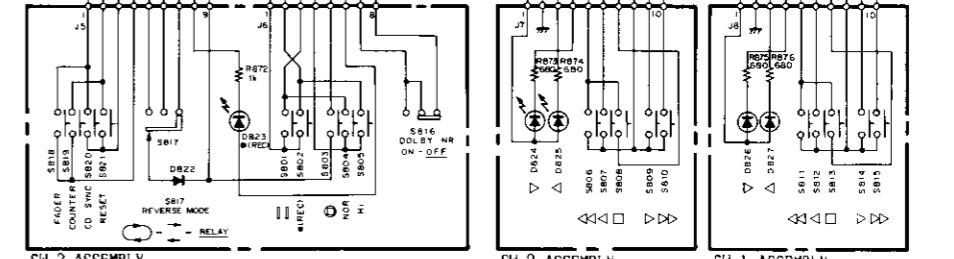 1
9
8
J5
J6
R872
1k
D823
●(REC)
S818
S819
S820
S821
S817
D822
S801
S802
S803
S804
S805
S816
DOLBY NR
ON - OFF
FADER
COUNTER
CD SYNC
RESET
S817
REVERSE MODE
RELAY
●(REC)
NOR
HI
1
10
J7
R873
680
R874
680
D824
D825
S806
S807
S808
S809
S810
1
10
J8
R875
680
R876
680
D826
D827
S811
S812
S813
S814
S815